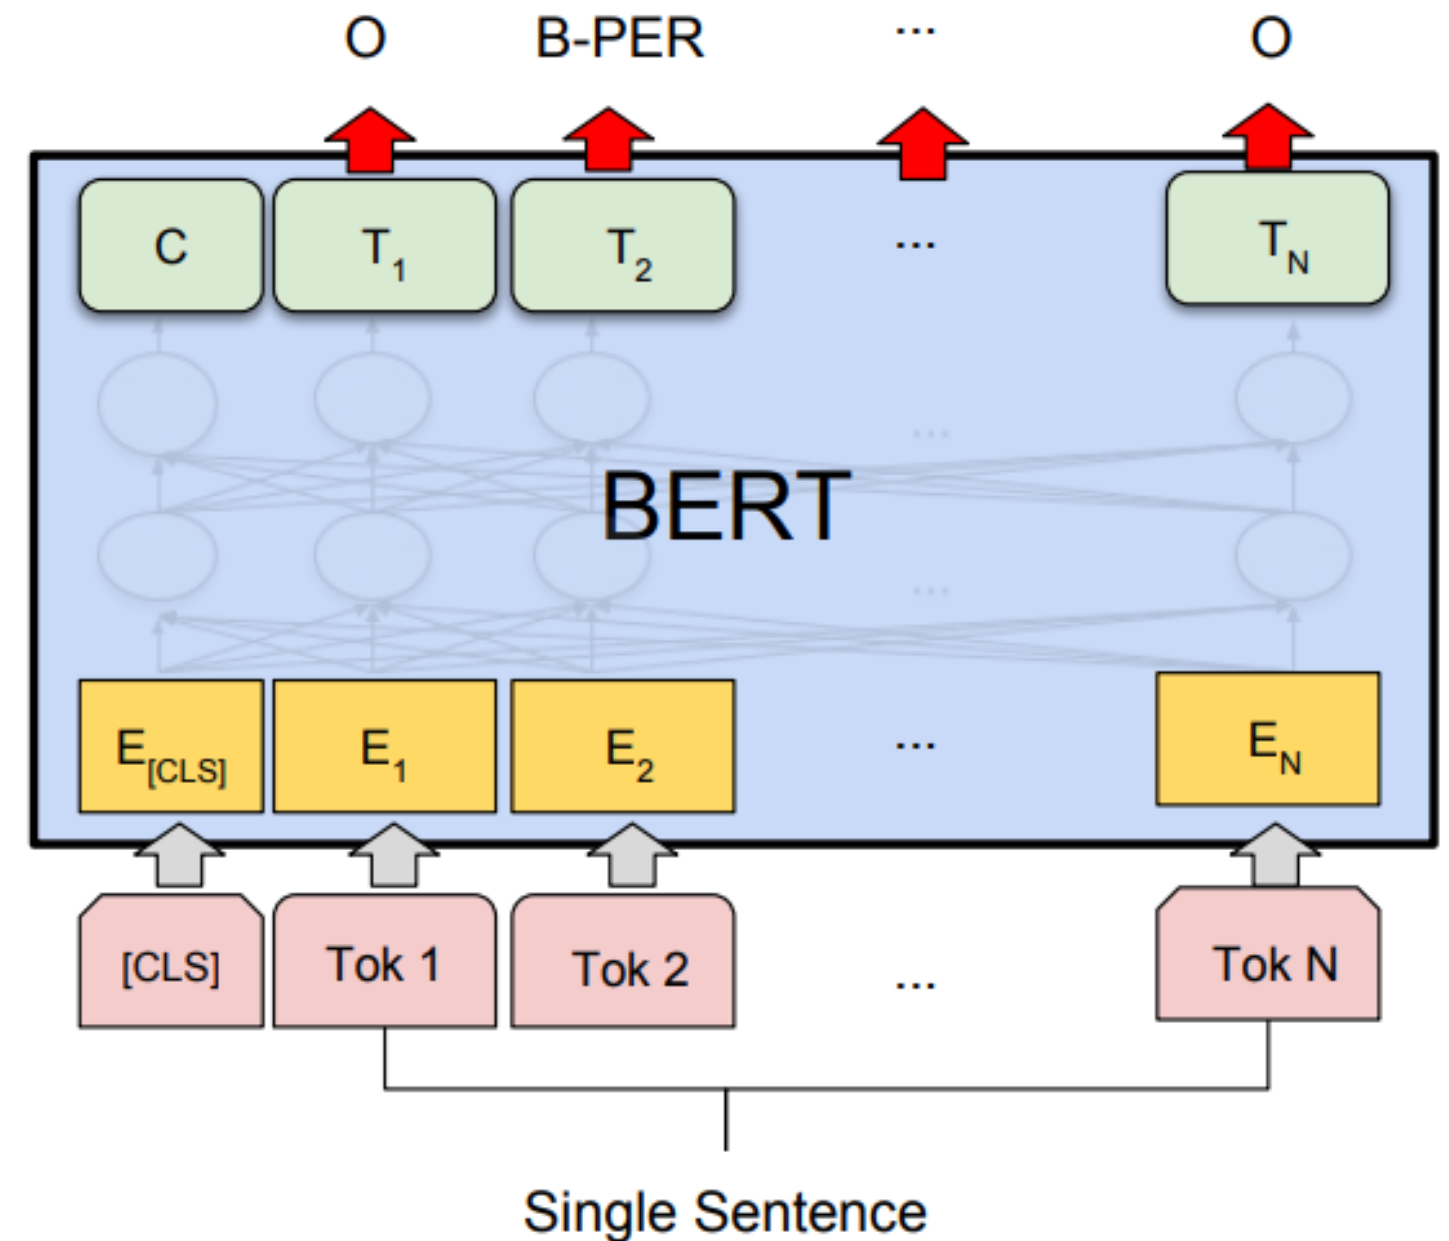 O B-PER ... O
C T1 T2 ... TN
...
BERT
...
E[CLS] E1 E2 ... EN
[CLS] Tok 1 Tok 2 ... Tok N
Single Sentence